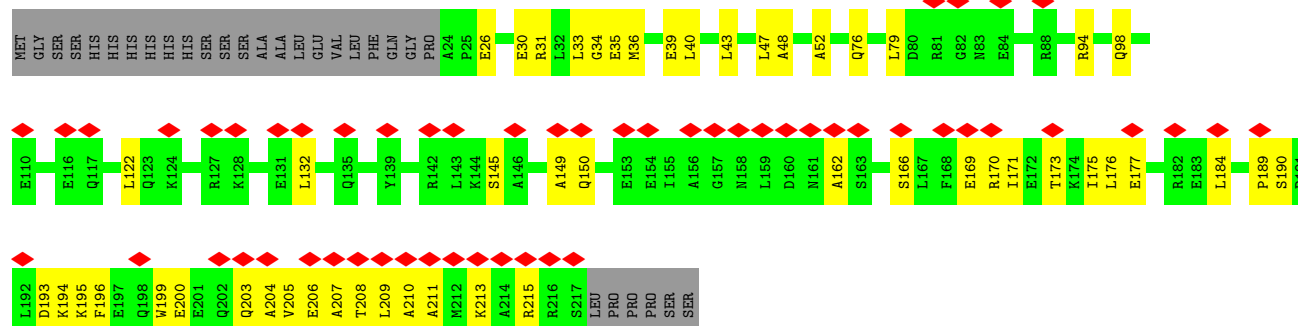 MET GLY SER SER HIS HIS HIS HIS HIS HIS SER SER SER ALA ALA LEU GLU VAL LEU PHE GLN GLY PRO A24 P25 E26 E30 R31 L32 L33 G34 E35 M36 E39 L40 L43 L47 A48 A52 Q76 L79 D80 R81 G82 N83 E84 R88 R94 Q98
E110 E116 Q117 L122 Q123 K124 R127 K128 E131 L132 Q135 Y139 R142 L143 K144 S145 A146 A149 Q150 E153 E154 I155 A156 G157 N158 L159 D160 N161 A162 S163 S166 L167 F168 E169 R170 I171 E172 T173 K174 I175 L176 E177 R182 E183 L184 P189 S190
L192 D193 K194 K195 F196 E197 Q198 W199 E200 E201 Q202 Q203 A204 V205 E206 A207 T208 L209 A210 A211 M212 K213 A214 R215 R216 S217 LEU PRO PRO PRO SER SER